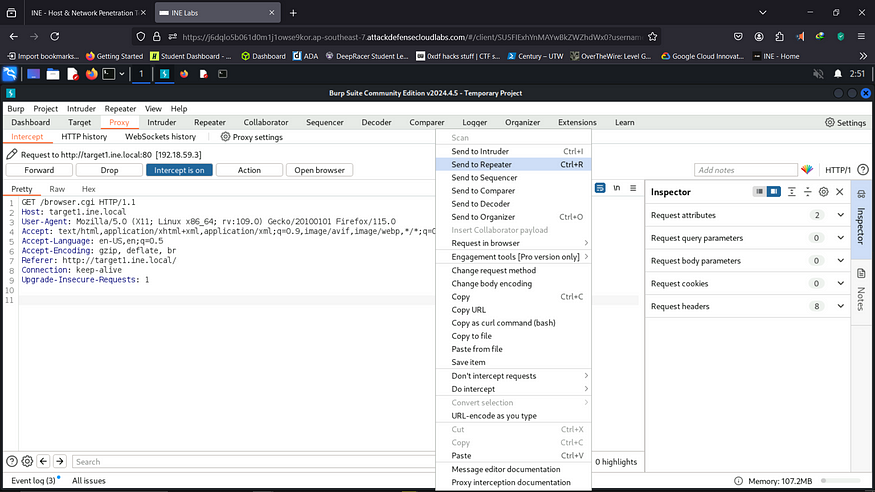 INE - Host & Network Penetration T
INE Labs
https://j6dqlo5b061d0m1j1owse9kor.ap-southeast-7.attackdefensecloudlabs.com/#/client/SU5FIExhYnMAYwBkZWZhdWx0?usernam
Import bookmarks...
Getting Started
Student Dashboard - ...
Dashboard
ADA
DeepRacer Student L...
0xdf hacks stuff | CTF s...
Century – UTW
OverTheWire: Level G...
Google Cloud Innovat...
INE - Home
1
2:51
Burp Suite Community Edition v2024.4.5 - Temporary Project
Burp Project Intruder Repeater View Help
Dashboard Target Proxy Intruder Repeater Collaborator Sequencer Decoder Comparer Logger Organizer Extensions Learn Settings
Intercept HTTP history WebSockets history Proxy settings
Request to http://target1.ine.local:80 [192.18.59.3]
Forward Drop Intercept is on Action Open browser
Add notes
HTTP/1
Pretty Raw Hex
\n
1 GET /browser.cgi HTTP/1.1
2 Host: target1.ine.local
3 User-Agent: Mozilla/5.0 (X11; Linux x86_64; rv:109.0) Gecko/20100101 Firefox/115.0
4 Accept: text/html,application/xhtml+xml,application/xml;q=0.9,image/avif,image/webp,*/*;q=0
5 Accept-Language: en-US,en;q=0.5
6 Accept-Encoding: gzip, deflate, br
7 Referer: http://target1.ine.local/
8 Connection: keep-alive
9 Upgrade-Insecure-Requests: 1
10
11
Scan
Send to Intruder Ctrl+I
Send to Repeater Ctrl+R
Send to Sequencer
Send to Comparer
Send to Decoder
Send to Organizer Ctrl+O
Insert Collaborator payload
Request in browser
Engagement tools [Pro version only]
Change request method
Change body encoding
Copy Ctrl+C
Copy URL
Copy as curl command (bash)
Copy to file
Paste from file
Save item
Don't intercept requests
Do intercept
Convert selection
URL-encode as you type
Cut Ctrl+X
Copy Ctrl+C
Paste Ctrl+V
Message editor documentation
Proxy interception documentation
Inspector
Request attributes 2
Request query parameters 0
Request body parameters 0
Request cookies 0
Request headers 8
Inspector
Notes
Search
0 highlights
Event log (3) All issues
Memory: 107.2MB